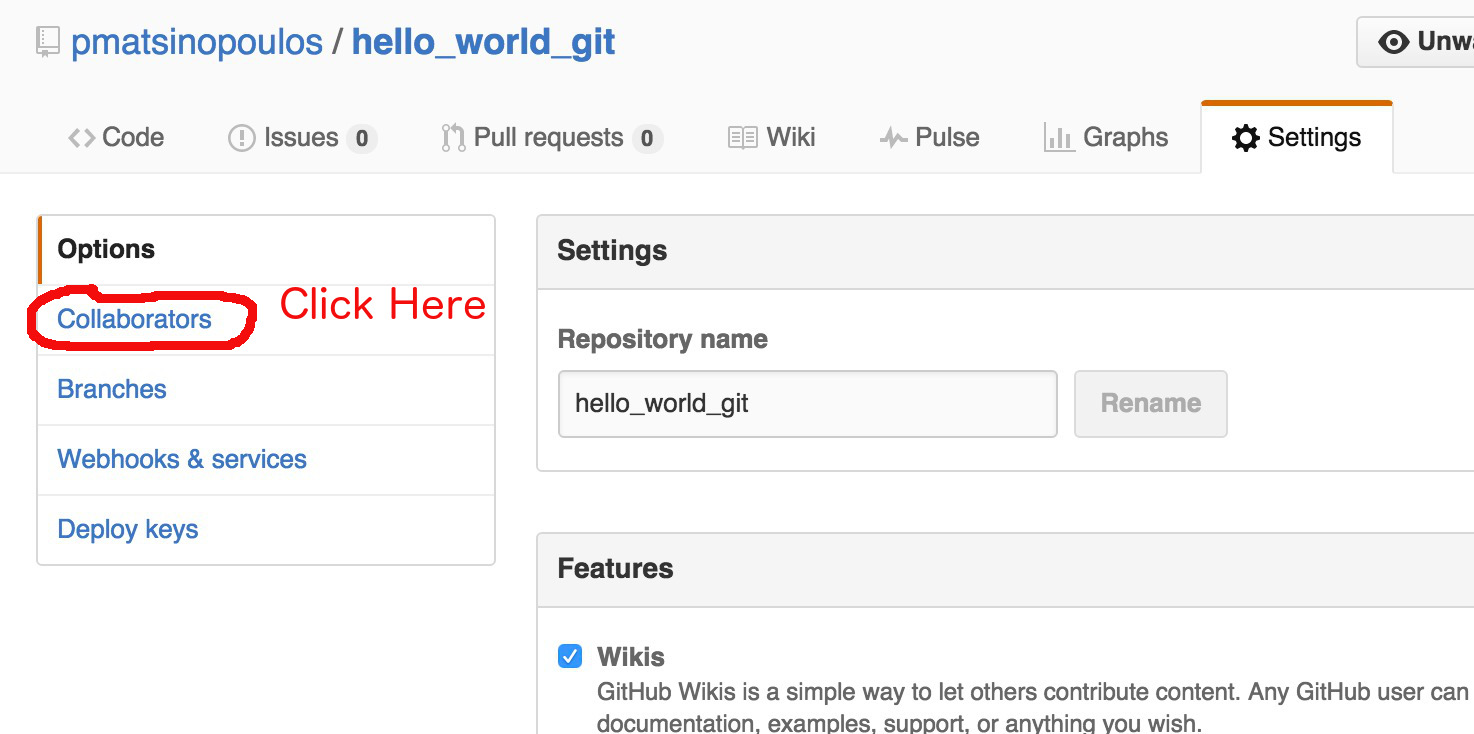 pmatsinopoulos / hello_world_git
Unwa
Code Issues 0 Pull requests 0 Wiki Pulse Graphs Settings
Options
Collaborators
Click Here
Branches
Webhooks & services
Deploy keys
Settings
Repository name
hello_world_git Rename
Features
Wikis
GitHub Wikis is a simple way to let others contribute content. Any GitHub user can
documentation, examples, support, or anything you wish.